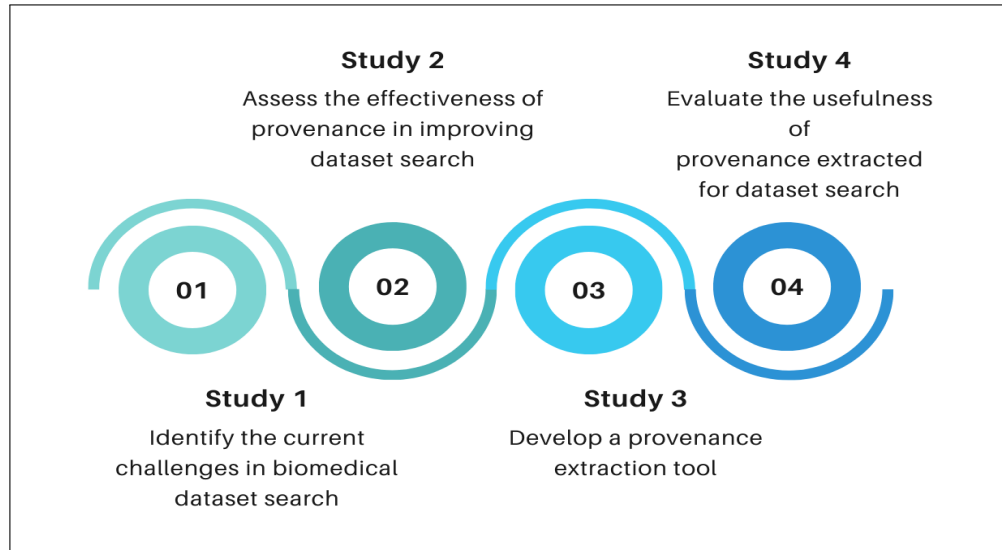 Study 2
Assess the effectiveness of
provenance in improving
dataset search
Study 4
Evaluate the usefulness
of
provenance extracted
for dataset search
01
02
03
04
Study 1
Identify the current
challenges in biomedical
dataset search
Study 3
Develop a provenance
extraction tool